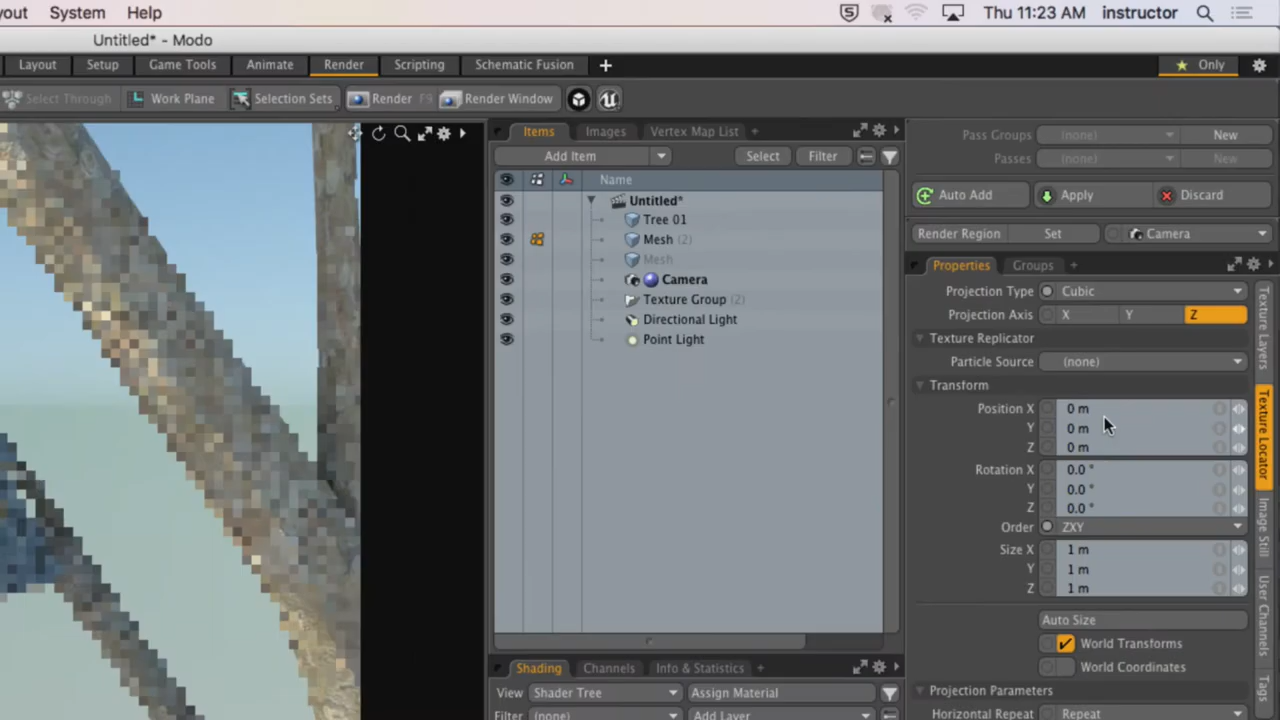 yout System Help Thu 11:23 AM instructor
Untitled* - Modo
Layout Setup Game Tools Animate Render Scripting Schematic Fusion + Only
Select Through Work Plane Selection Sets Render F9 Render Window
Items Images Vertex Map List +
Add Item Select Filter
Name
Untitled*
Tree 01
Mesh (2)
Mesh
Camera
Texture Group (2)
Directional Light
Point Light
Shading Channels Info & Statistics +
View Shader Tree Assign Material
Filter (none) Add Layer
Pass Groups (none) New
Passes (none) New
Auto Add Apply Discard
Render Region Set Camera
Properties Groups +
Projection Type Cubic
Projection Axis X Y Z
Texture Replicator
Particle Source (none)
Transform
Position X 0 m
Y 0 m
Z 0 m
Rotation X 0.0 °
Y 0.0 °
Z 0.0 °
Order ZXY
Size X 1 m
Y 1 m
Z 1 m
Auto Size
World Transforms
World Coordinates
Projection Parameters
Horizontal Repeat Repeat
Texture Layers
Texture Locator
Image Still
User Channels
Tags